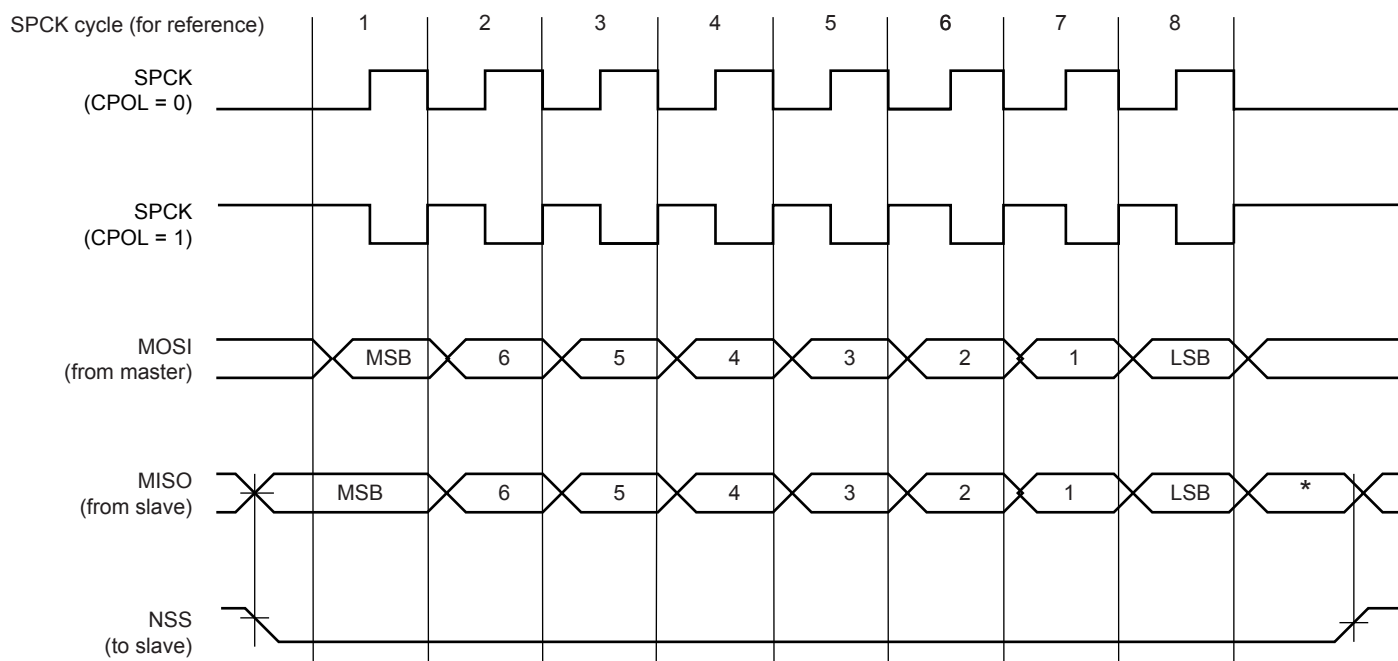 SPCK cycle (for reference) 1 2 3 4 5 6 7 8
SPCK
(CPOL = 0)
SPCK
(CPOL = 1)
MOSI
(from master)
MSB 6 5 4 3 2 1 LSB
MISO
(from slave)
MSB 6 5 4 3 2 1 LSB *
NSS
(to slave)